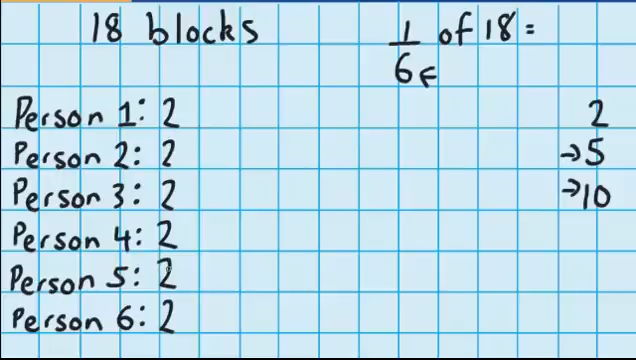 18 blocks
1/6 of 18 =
Person 1: 2
Person 2: 2
Person 3: 2
Person 4: 2
Person 5: 2
Person 6: 2
2
→5
→10